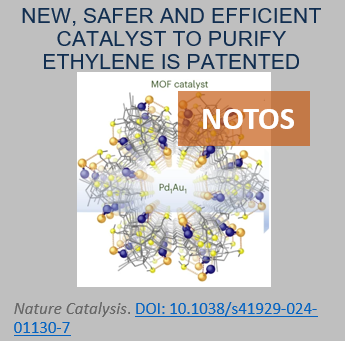 NEW, SAFER AND EFFICIENT
CATALYST TO PURIFY
ETHYLENE IS PATENTED
MOF catalyst
NOTOS
Pd₁Au₁
Nature Catalysis. DOI: 10.1038/s41929-024-
01130-7